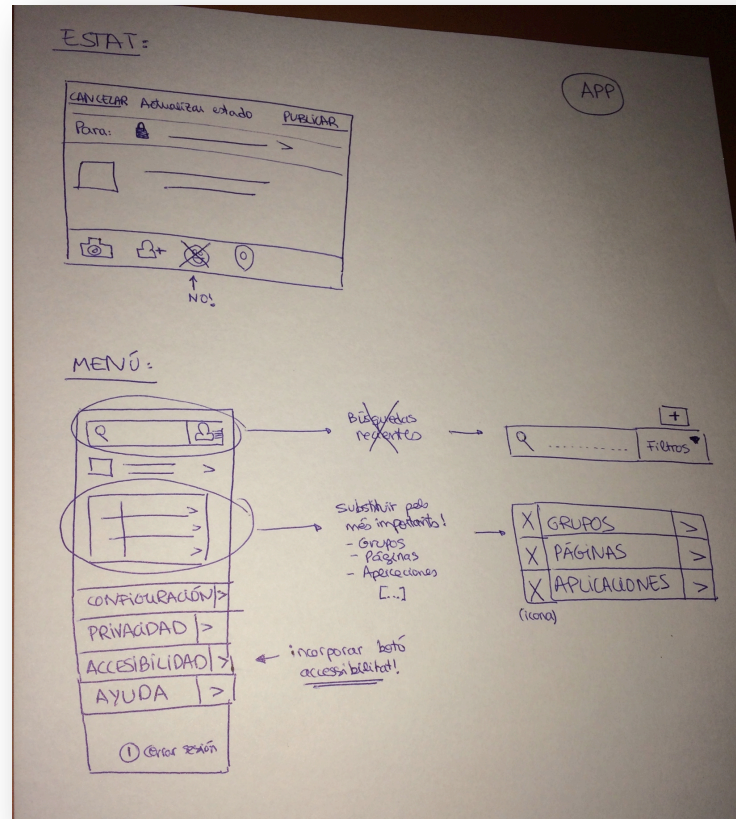 ESTAT:
APP
CANCELAR Actualizar estado PUBLICAR
Para:
NO!
MENÚ:
Búsquedas
recientes
+
Filtros
Substituir pels
més importants!
- Grupos
- Páginas
- Aplicaciones
[...]
X GRUPOS >
X PÁGINAS >
X APLICACIONES >
(icona)
CONFIGURACIÓN >
PRIVACIDAD >
ACCESIBILIDAD >
AYUDA >
incorporar botó
accessibilitat!
Cerrar sesión